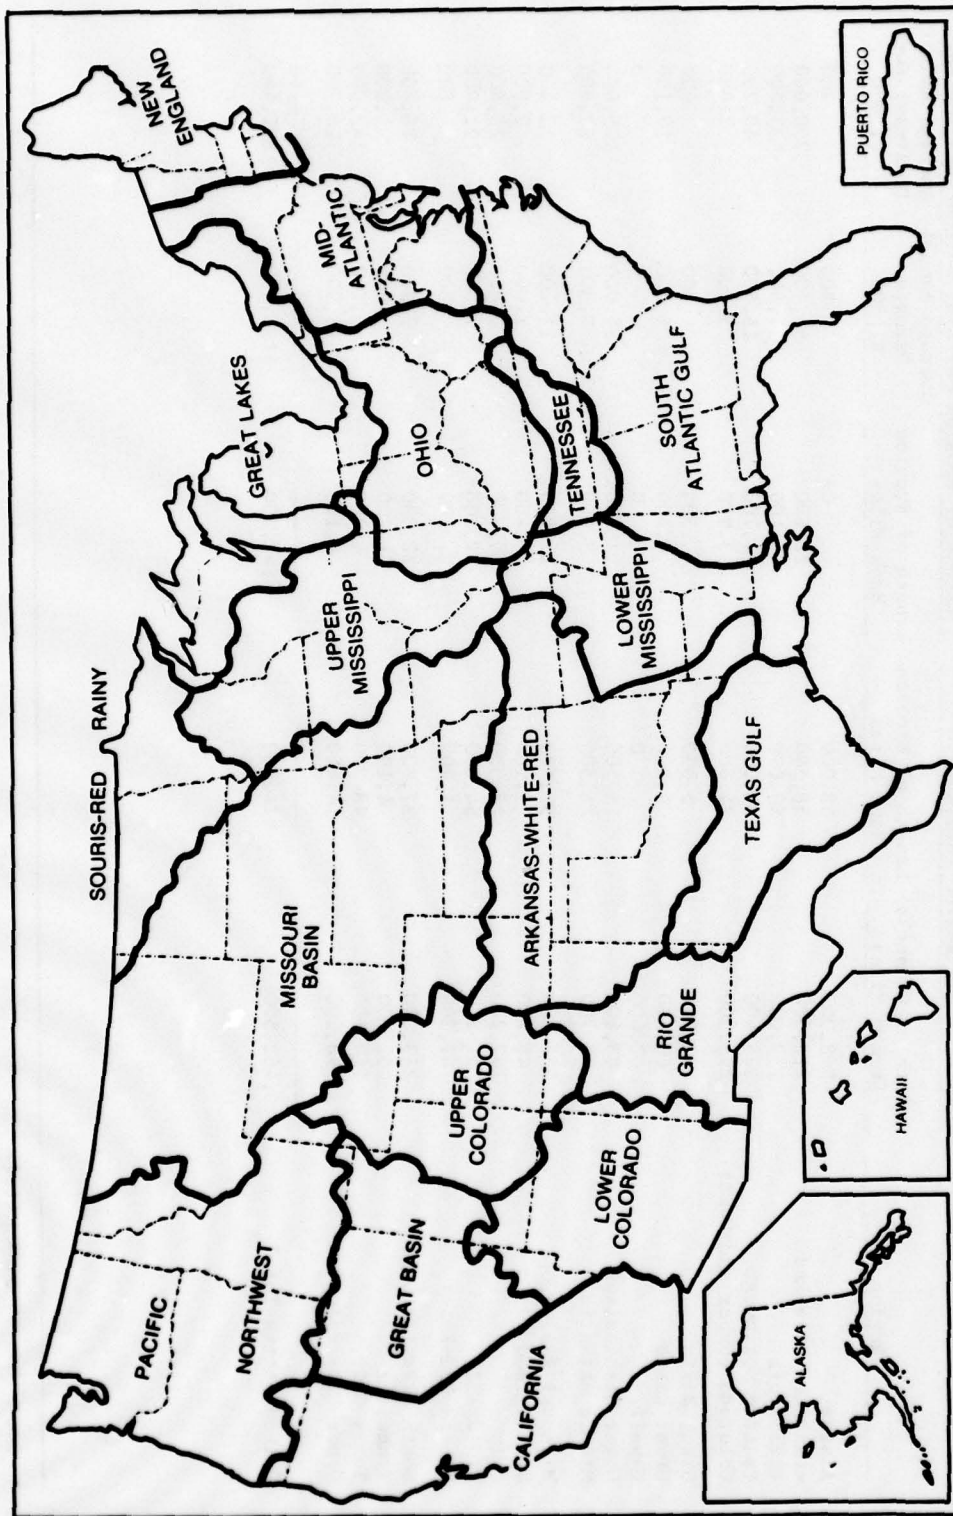 SOURIS-RED RAINY
NEW
ENGLAND
PACIFIC
NORTHWEST
MISSOURI
BASIN
UPPER
MISSISSIPPI
GREAT LAKES
MID-
ATLANTIC
GREAT BASIN
UPPER
COLORADO
OHIO
CALIFORNIA
LOWER
COLORADO
ARKANSAS-WHITE-RED
TENNESSEE
RIO
GRANDE
LOWER
MISSISSIPPI
SOUTH
ATLANTIC GULF
TEXAS GULF
ALASKA
HAWAII
PUERTO RICO